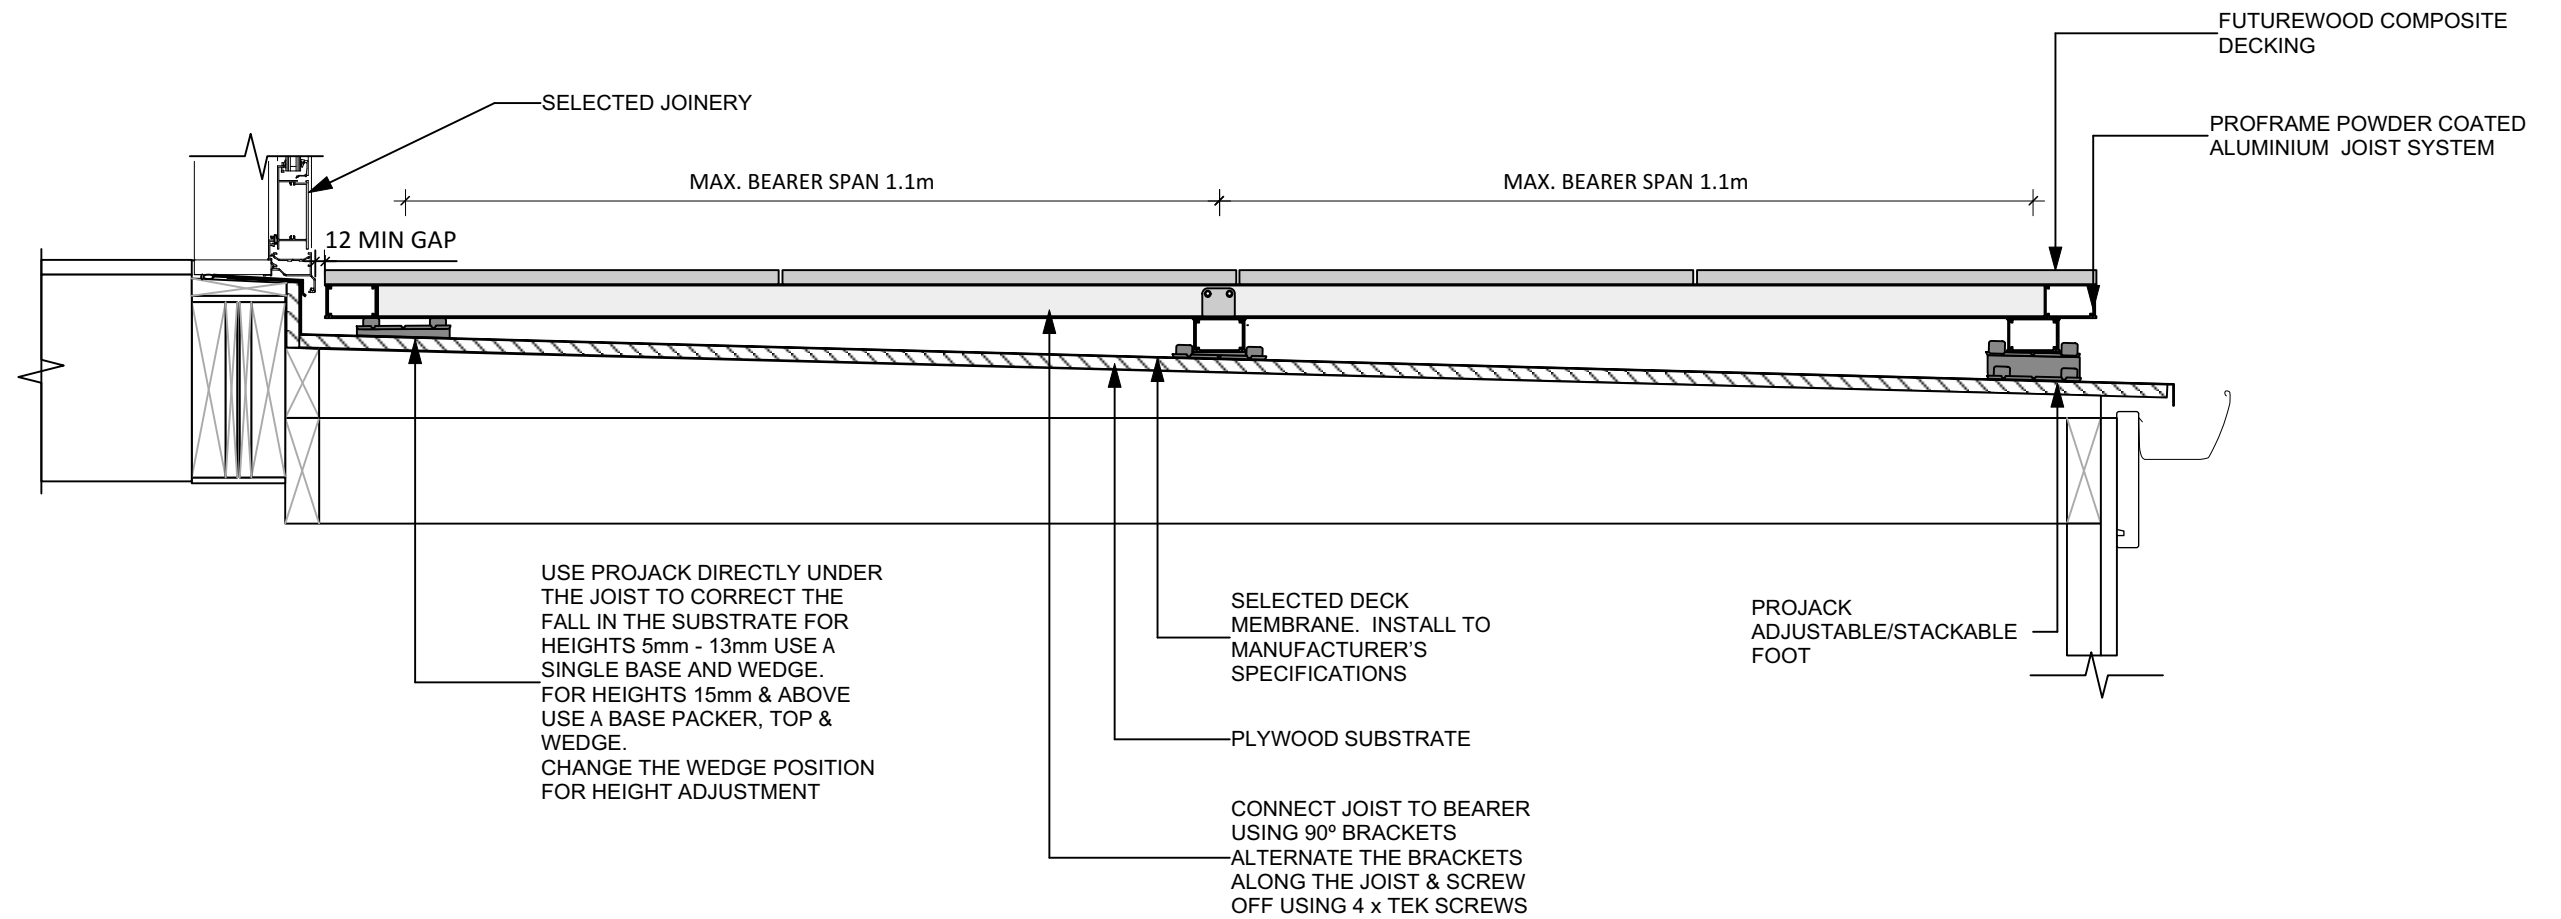 FUTUREWOOD COMPOSITE
DECKING
SELECTED JOINERY
PROFRAME POWDER COATED
ALUMINIUM JOIST SYSTEM
MAX. BEARER SPAN 1.1m
MAX. BEARER SPAN 1.1m
12 MIN GAP
USE PROJACK DIRECTLY UNDER
THE JOIST TO CORRECT THE
FALL IN THE SUBSTRATE FOR
HEIGHTS 5mm - 13mm USE A
SINGLE BASE AND WEDGE.
FOR HEIGHTS 15mm & ABOVE
USE A BASE PACKER, TOP &
WEDGE.
CHANGE THE WEDGE POSITION
FOR HEIGHT ADJUSTMENT
SELECTED DECK
MEMBRANE. INSTALL TO
MANUFACTURER'S
SPECIFICATIONS
PROJACK
ADJUSTABLE/STACKABLE
FOOT
PLYWOOD SUBSTRATE
CONNECT JOIST TO BEARER
USING 90º BRACKETS
ALTERNATE THE BRACKETS
ALONG THE JOIST & SCREW
OFF USING 4 x TEK SCREWS